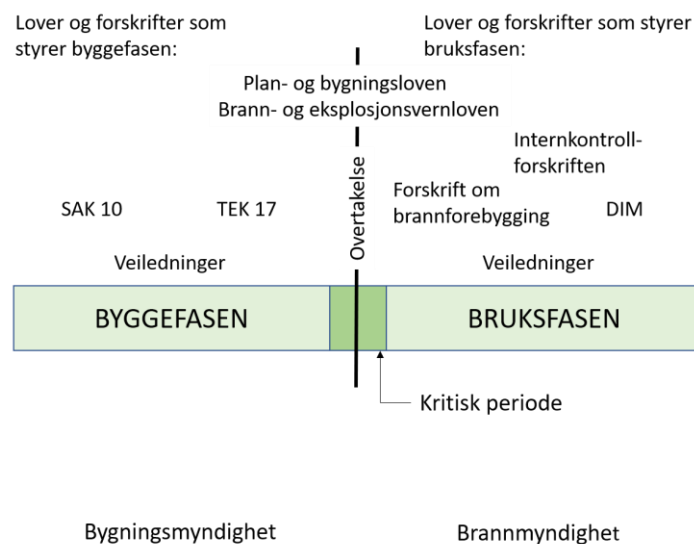 Lover og forskrifter som
styrer byggefasen:
Lover og forskrifter som styrer
bruksfasen:
Plan- og bygningsloven
Brann- og eksplosjonsvernloven
Internkontroll-
forskriften
Overtakelse
SAK 10
TEK 17
Forskrift om
brannforebygging
DIM
Veiledninger
Veiledninger
BYGGEFASEN
BRUKSFASEN
Kritisk periode
Bygningsmyndighet
Brannmyndighet